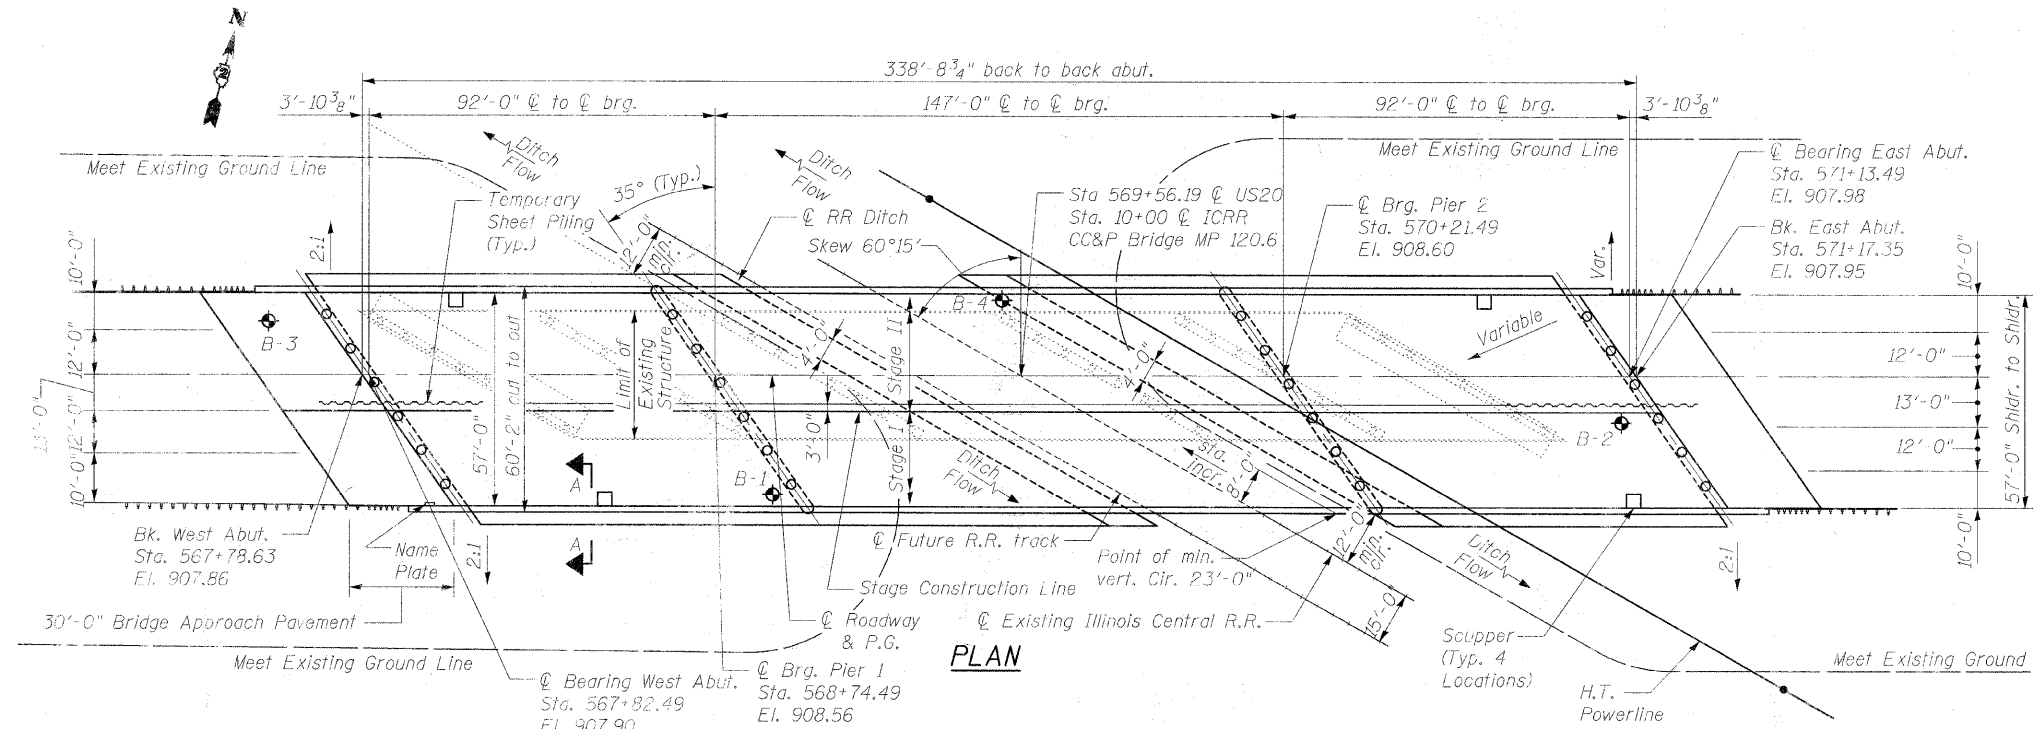 N
338'-8 3/4" back to back abut.
3'-10 3/8"
92'-0" ℄ to ℄ brg.
147'-0" ℄ to ℄ brg.
92'-0" ℄ to ℄ brg.
3'-10 3/8"
Meet Existing Ground Line
Ditch
Flow
Ditch
Flow
Meet Existing Ground Line
℄ Bearing East Abut.
Sta. 571+13.49
El. 907.98
Temporary
Sheet Piling
(Typ.)
35° (Typ.)
12'-0"
min.
clr.
℄ RR Ditch
Skew 60°15'
Sta 569+56.19 ℄ US20
Sta. 10+00 ℄ ICRR
CC&P Bridge MP 120.6
℄ Brg. Pier 2
Sta. 570+21.49
El. 908.60
Bk. East Abut.
Sta. 571+17.35
El. 907.95
2:1
Var.
10'-0"
10'-0"
B-3
B-4
Variable
12'-0"
13'-0"
12'-0"
10'-0"
57'-0"
60'-2" out to out
Limit of
Existing
Structure
4'-0"
3'-0"
Stage II
Stage I
4'-0"
12'-0"
13'-0"
12'-0"
10'-0"
57'-0" Shldr. to Shldr.
B-2
B-1
A
A
Ditch
Flow
sta.
incr.
8'-0"
Bk. West Abut.
Sta. 567+78.63
El. 907.86
Name
Plate
2:1
℄ Future R.R. track
Point of min.
vert. Clr. 23'-0"
12'-0"
min.
clr.
Ditch
Flow
2:1
30'-0" Bridge Approach Pavement
Stage Construction Line
℄ Roadway
& P.G.
℄ Existing Illinois Central R.R.
15'-0"
Scupper
(Typ. 4
Locations)
Meet Existing Ground Line
PLAN
Meet Existing Ground
℄ Bearing West Abut.
Sta. 567+82.49
El. 907.90
℄ Brg. Pier 1
Sta. 568+74.49
El. 908.56
H.T.
Powerline